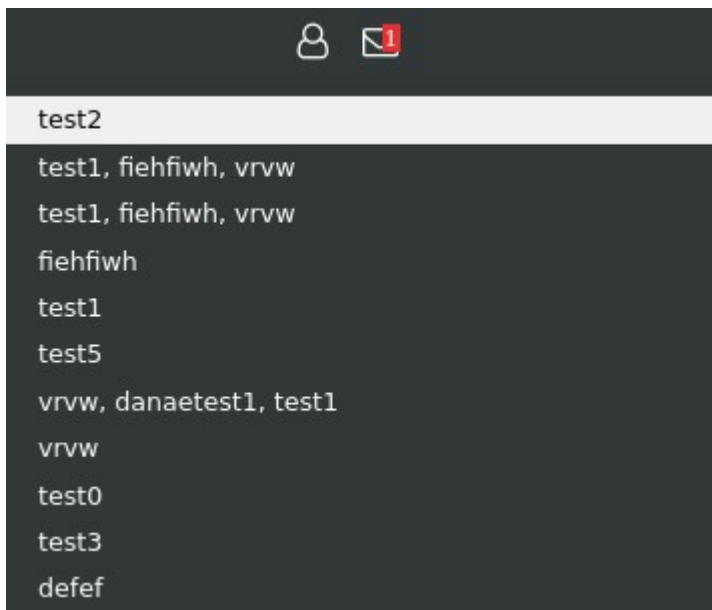 1
test2
test1, fiehfiwh, vrvw
test1, fiehfiwh, vrvw
fiehfiwh
test1
test5
vrvw, danaetest1, test1
vrvw
test0
test3
defef